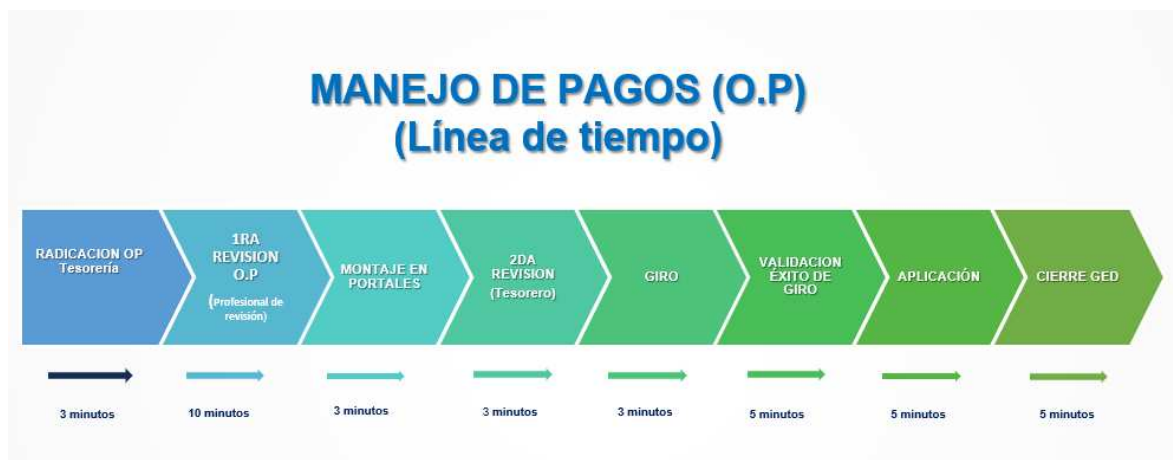 MANEJO DE PAGOS (O.P)
(Línea de tiempo)
RADICACION OP
Tesorería
1RA
REVISION
O.P
(Profesional de
revisión)
MONTAJE EN
PORTALES
2DA
REVISION
(Tesorero)
GIRO
VALIDACION
ÉXITO DE
GIRO
APLICACIÓN
CIERRE GED
3 minutos
10 minutos
3 minutos
3 minutos
3 minutos
5 minutos
5 minutos
5 minutos